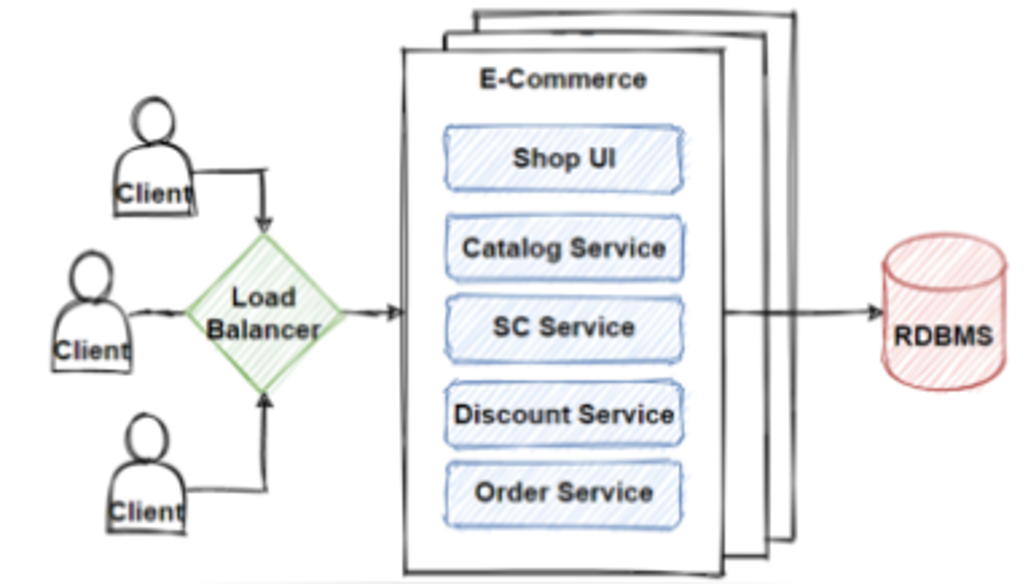 E-Commerce
Shop UI
Client
Catalog Service
Load
Balancer
SC Service
RDBMS
Client
Discount Service
Order Service
Client